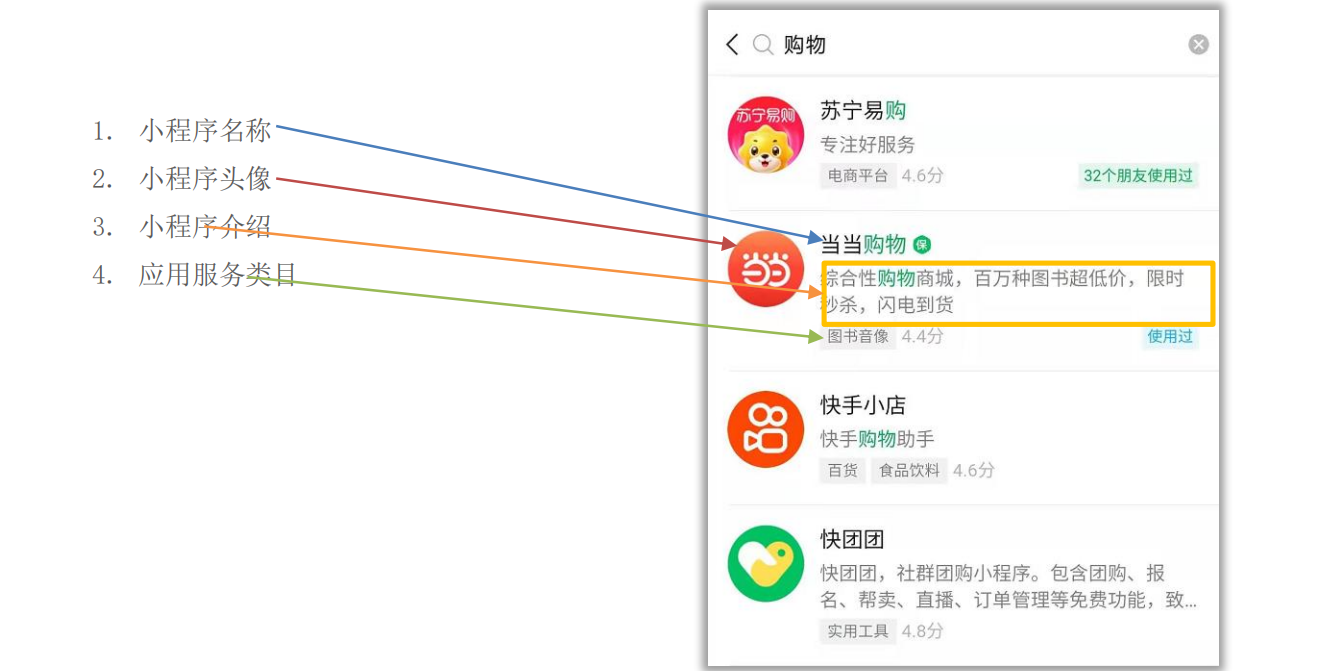 1. 小程序名称
2. 小程序头像
3. 小程序介绍
4. 应用服务类目
购物
苏宁易购
苏宁易购
专注好服务
电商平台 4.6分
32个朋友使用过
当当
当当购物 保
综合性购物商城，百万种图书超低价，限时
秒杀，闪电到货
图书音像 4.4分
使用过
快手小店
快手购物助手
百货 食品饮料 4.6分
快团团
快团团，社群团购小程序。包含团购、报
名、帮卖、直播、订单管理等免费功能，致...
实用工具 4.8分